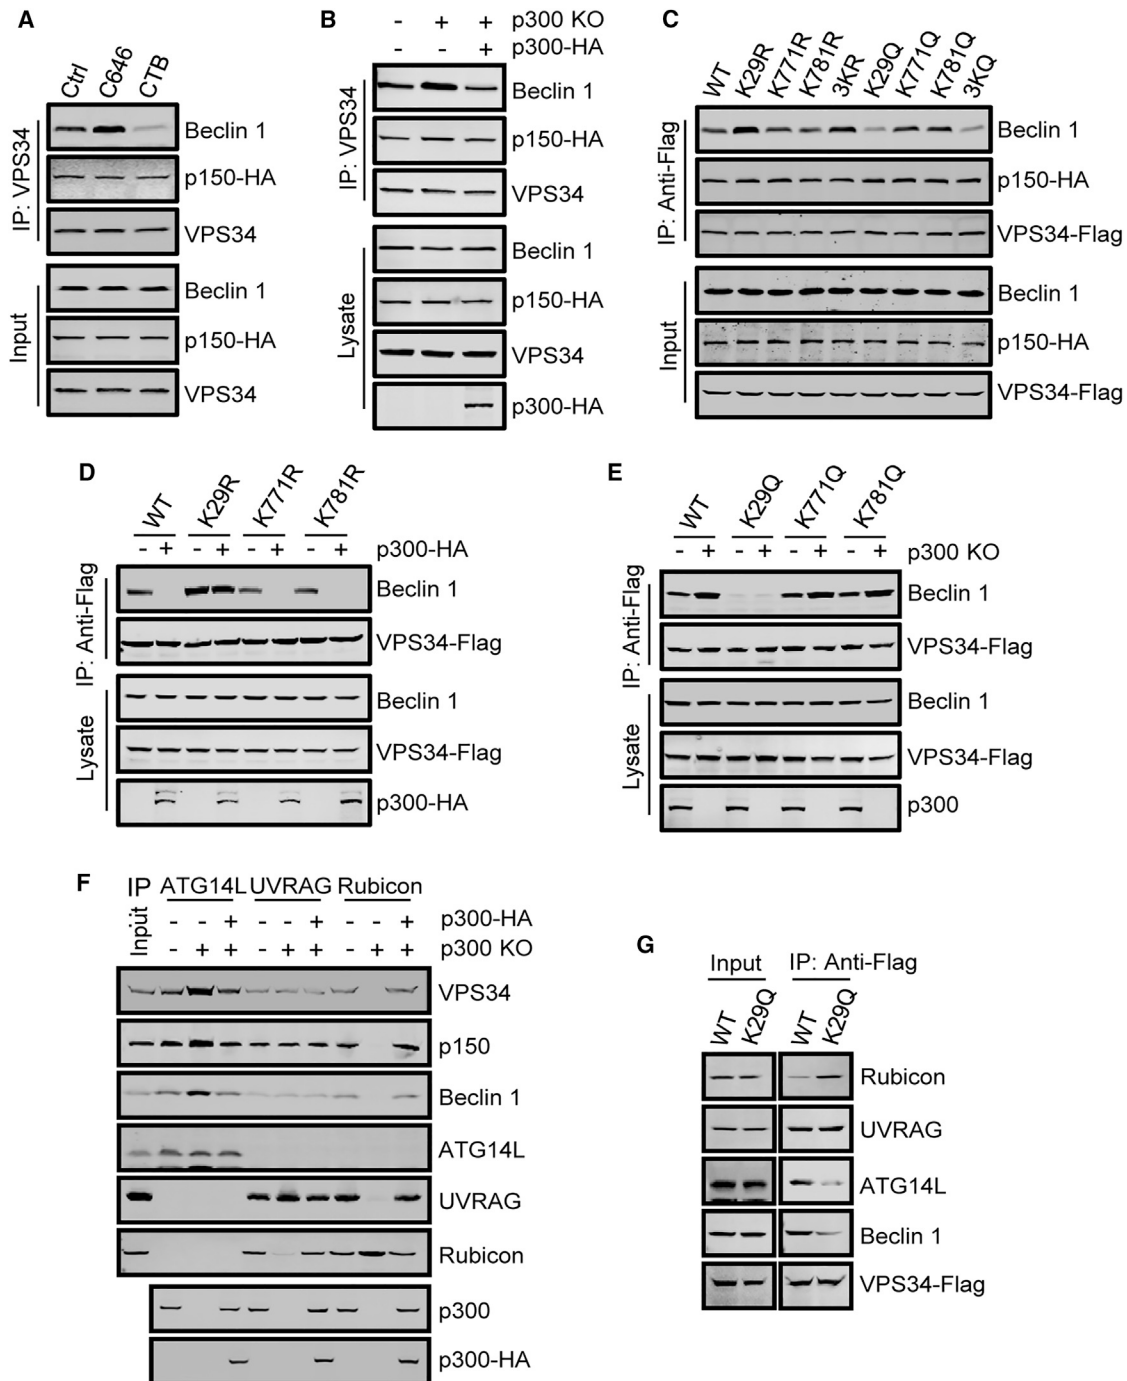 A
Ctrl C646 CTB
IP: VPS34
Beclin 1
p150-HA
VPS34
Input
Beclin 1
p150-HA
VPS34
B
- + + p300 KO
- - + p300-HA
IP: VPS34
Beclin 1
p150-HA
VPS34
Lysate
Beclin 1
p150-HA
VPS34
p300-HA
C
WT K29R K771R K781R 3KR K29Q K771Q K781Q 3KQ
IP: Anti-Flag
Beclin 1
p150-HA
VPS34-Flag
Input
Beclin 1
p150-HA
VPS34-Flag
D
WT K29R K771R K781R
- + - + - + - + p300-HA
IP: Anti-Flag
Beclin 1
VPS34-Flag
Lysate
Beclin 1
VPS34-Flag
p300-HA
E
WT K29Q K771Q K781Q
- + - + - + - + p300 KO
IP: Anti-Flag
Beclin 1
VPS34-Flag
Lysate
Beclin 1
VPS34-Flag
p300
F
IP: ATG14L UVRAG Rubicon
Input
- - + - - + - + p300-HA
- + + - + + - + + p300 KO
VPS34
p150
Beclin 1
ATG14L
UVRAG
Rubicon
p300
p300-HA
G
Input IP: Anti-Flag
WT K29Q WT K29Q
Rubicon
UVRAG
ATG14L
Beclin 1
VPS34-Flag